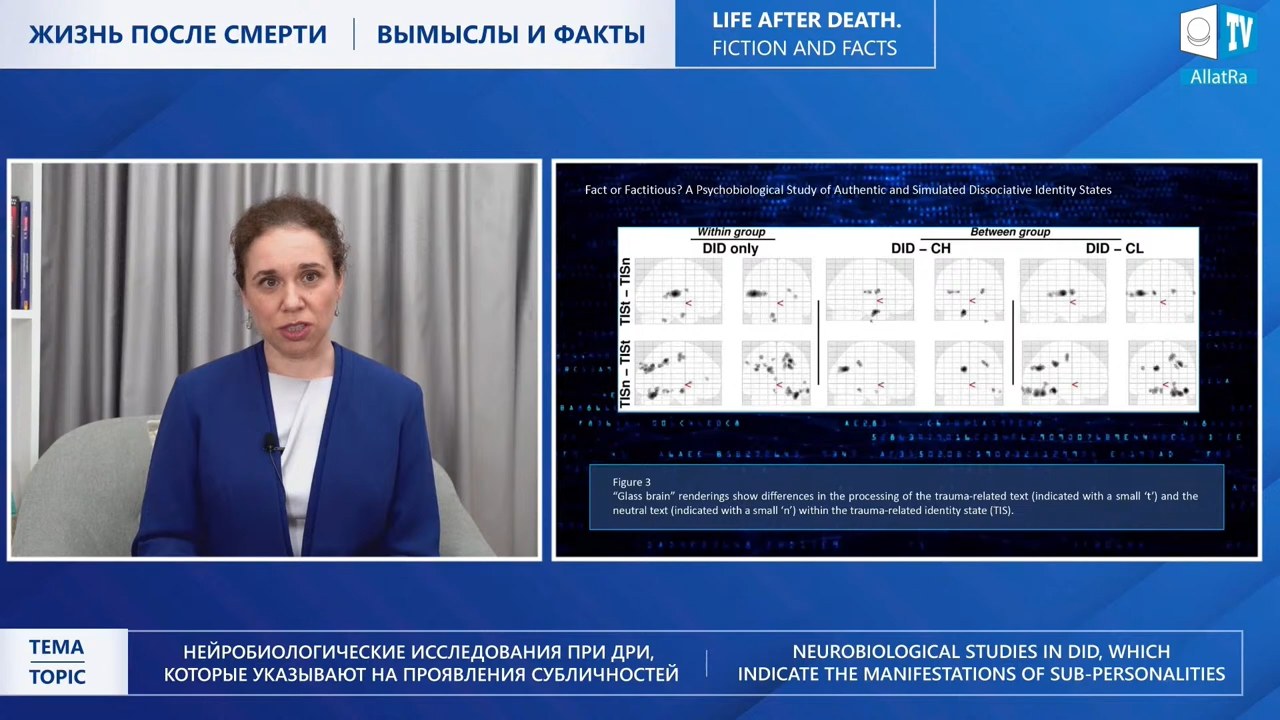 ЖИЗНЬ ПОСЛЕ СМЕРТИ
ВЫМЫСЛЫ И ФАКТЫ
LIFE AFTER DEATH.
FICTION AND FACTS
TV
AllatRa
Fact or Factitious? A Psychobiological Study of Authentic and Simulated Dissociative Identity States
Within group
Between group
DID only
DID – CH
DID – CL
TISt – TISn
TISn – TISt
Figure 3
“Glass brain” renderings show differences in the processing of the trauma-related text (indicated with a small ‘t’) and the
neutral text (indicated with a small ‘n’) within the trauma-related identity state (TIS).
ТЕМА
TOPIC
НЕЙРОБИОЛОГИЧЕСКИЕ ИССЛЕДОВАНИЯ ПРИ ДРИ,
КОТОРЫЕ УКАЗЫВАЮТ НА ПРОЯВЛЕНИЯ СУБЛИЧНОСТЕЙ
NEUROBIOLOGICAL STUDIES IN DID, WHICH
INDICATE THE MANIFESTATIONS OF SUB-PERSONALITIES